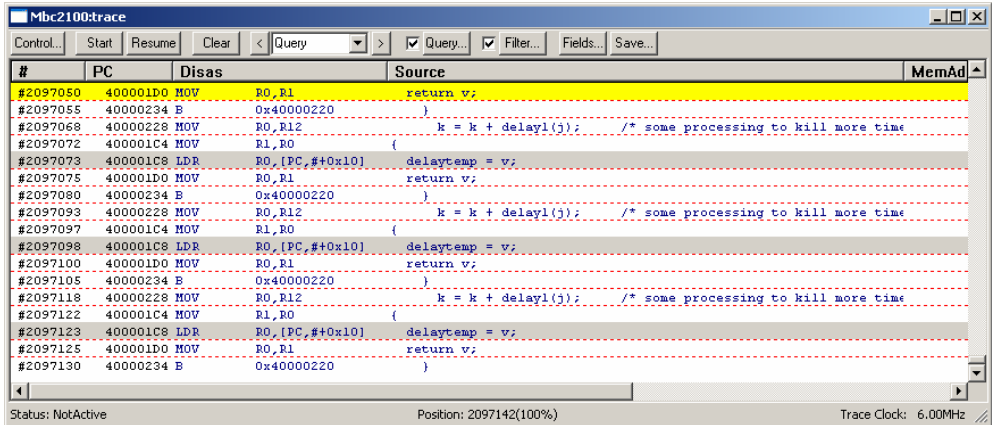 Mbc2100:trace
Control... Start Resume Clear < Query > Query... Filter... Fields... Save...
# PC Disas Source MemAd
#2097050 400001D0 MOV R0,R1 return v;
#2097055 40000234 B 0x40000220 }
#2097068 40000228 MOV R0,R12 k = k + delay1(j); /* some processing to kill more time
#2097072 400001C4 MOV R1,R0 {
#2097073 400001C8 LDR R0,[PC,#+0x10] delaytemp = v;
#2097075 400001D0 MOV R0,R1 return v;
#2097080 40000234 B 0x40000220 }
#2097093 40000228 MOV R0,R12 k = k + delay1(j); /* some processing to kill more time
#2097097 400001C4 MOV R1,R0 {
#2097098 400001C8 LDR R0,[PC,#+0x10] delaytemp = v;
#2097100 400001D0 MOV R0,R1 return v;
#2097105 40000234 B 0x40000220 }
#2097118 40000228 MOV R0,R12 k = k + delay1(j); /* some processing to kill more time
#2097122 400001C4 MOV R1,R0 {
#2097123 400001C8 LDR R0,[PC,#+0x10] delaytemp = v;
#2097125 400001D0 MOV R0,R1 return v;
#2097130 40000234 B 0x40000220 }
Status: NotActive Position: 2097142(100%) Trace Clock: 6.00MHz